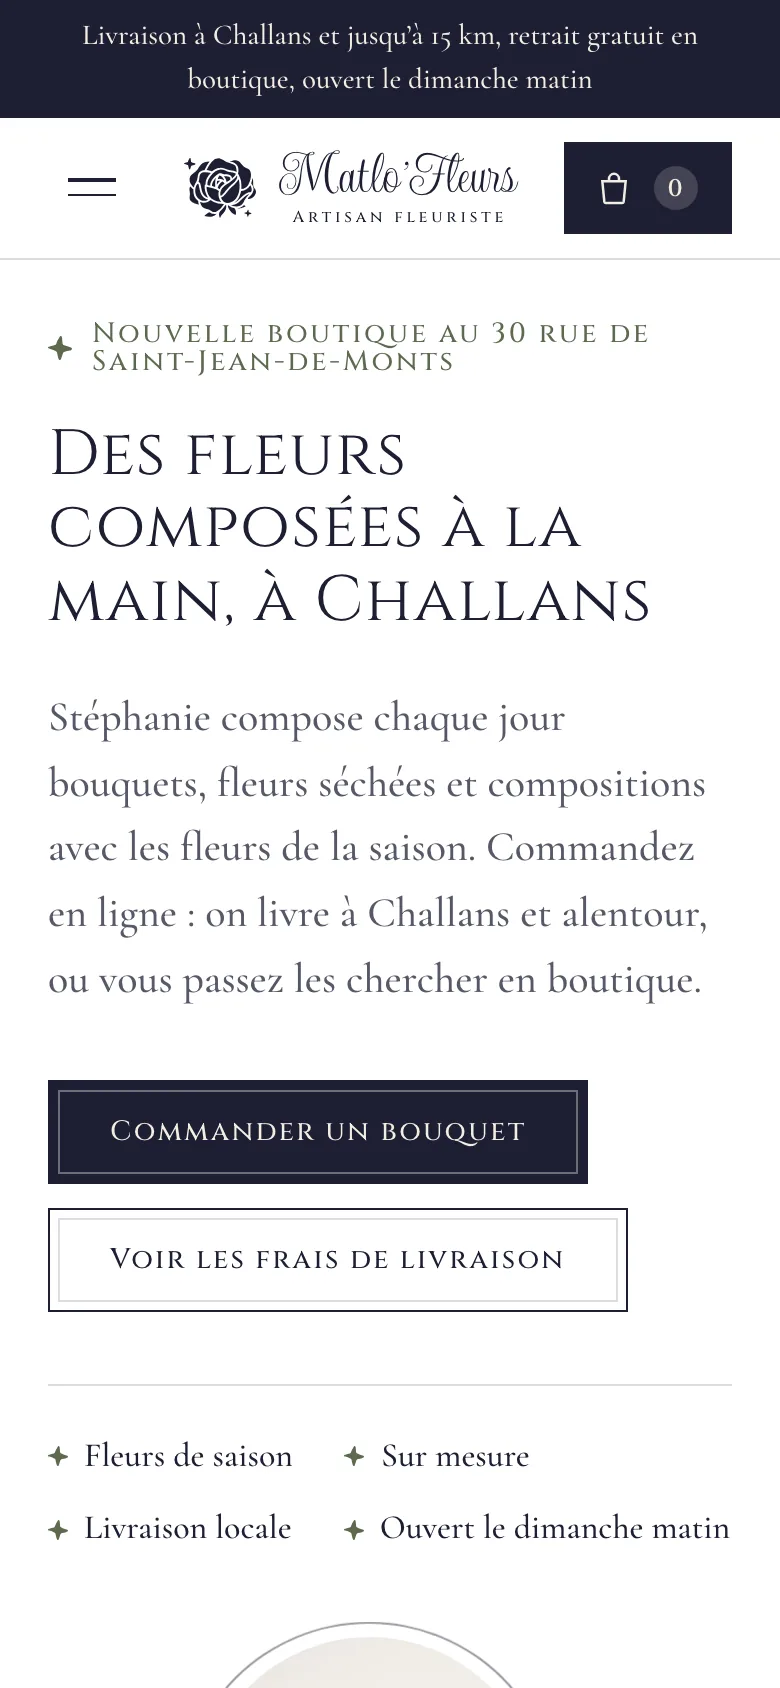 Livraison à Challans et jusqu’à 15 km, retrait gratuit en
boutique, ouvert le dimanche matin
Matlo’Fleurs
Artisan fleuriste
0
Nouvelle boutique au 30 rue de
Saint-Jean-de-Monts
Des fleurs
composées à la
main, à Challans
Stéphanie compose chaque jour
bouquets, fleurs séchées et compositions
avec les fleurs de la saison. Commandez
en ligne : on livre à Challans et alentour,
ou vous passez les chercher en boutique.
Commander un bouquet
Voir les frais de livraison
Fleurs de saison
Sur mesure
Livraison locale
Ouvert le dimanche matin